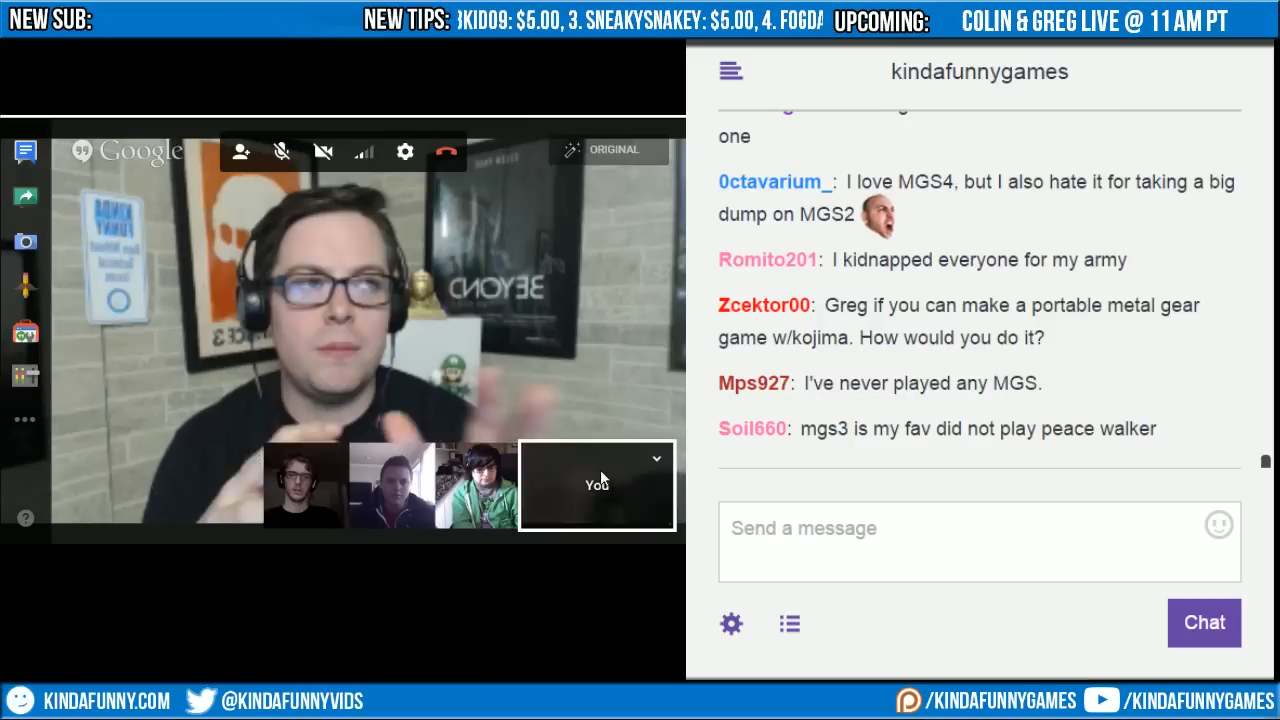 NEW SUB:
NEW TIPS: 3KID09: $5.00, 3. SNEAKYSNAKEY: $5.00, 4. FOGDA
UPCOMING: COLIN & GREG LIVE @ 11 AM PT
kindafunnygames
one
0ctavarium_: I love MGS4, but I also hate it for taking a big
dump on MGS2
Romito201: I kidnapped everyone for my army
Zcektor00: Greg if you can make a portable metal gear
game w/kojima. How would you do it?
Mps927: I've never played any MGS.
Soil660: mgs3 is my fav did not play peace walker
Send a message
Chat
Google
ORIGINAL
KINDA
FUNNY
BEYOND
You
KINDAFUNNY.COM
@KINDAFUNNYVIDS
/KINDAFUNNYGAMES
/KINDAFUNNYGAMES